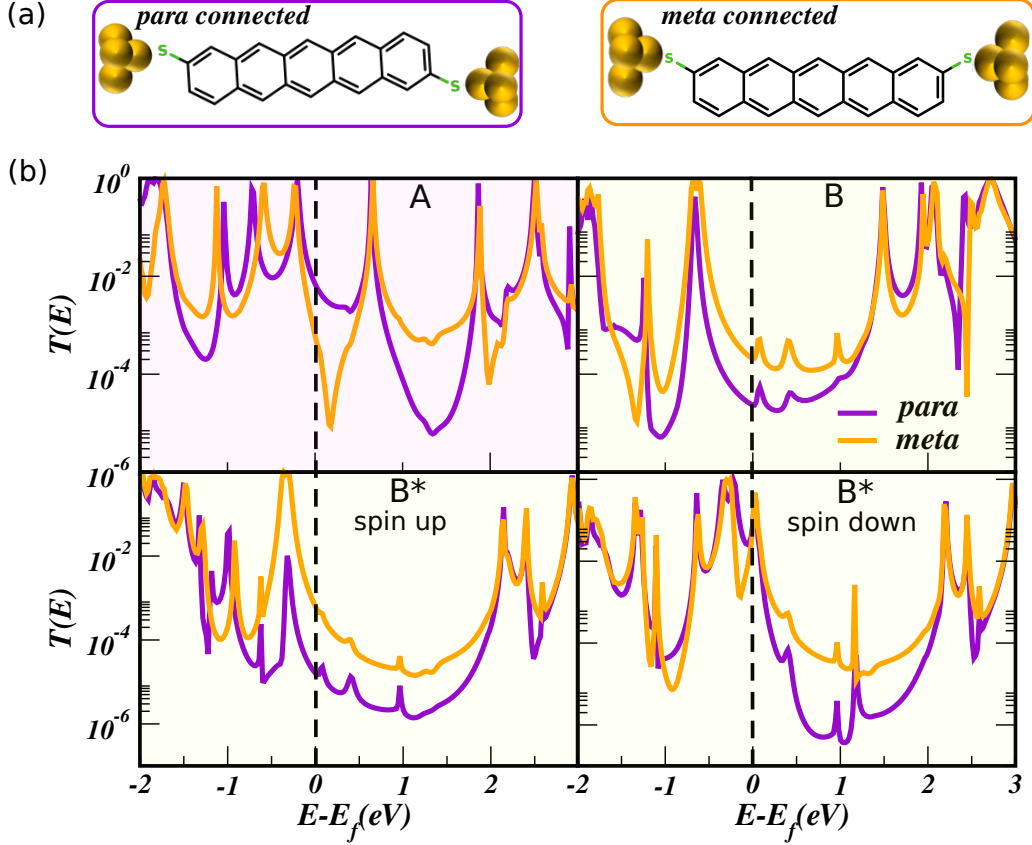 (a)
para connected
meta connected
S
S
S
S
(b)
T(E)
10^0
10^-2
10^-4
10^-6
A
B
para
meta
T(E)
10^-2
10^-4
10^-6
B*
spin up
B*
spin down
-2 -1 0 1 2 -2 -1 0 1 2 3
E-E_f(eV)
E-E_f(eV)